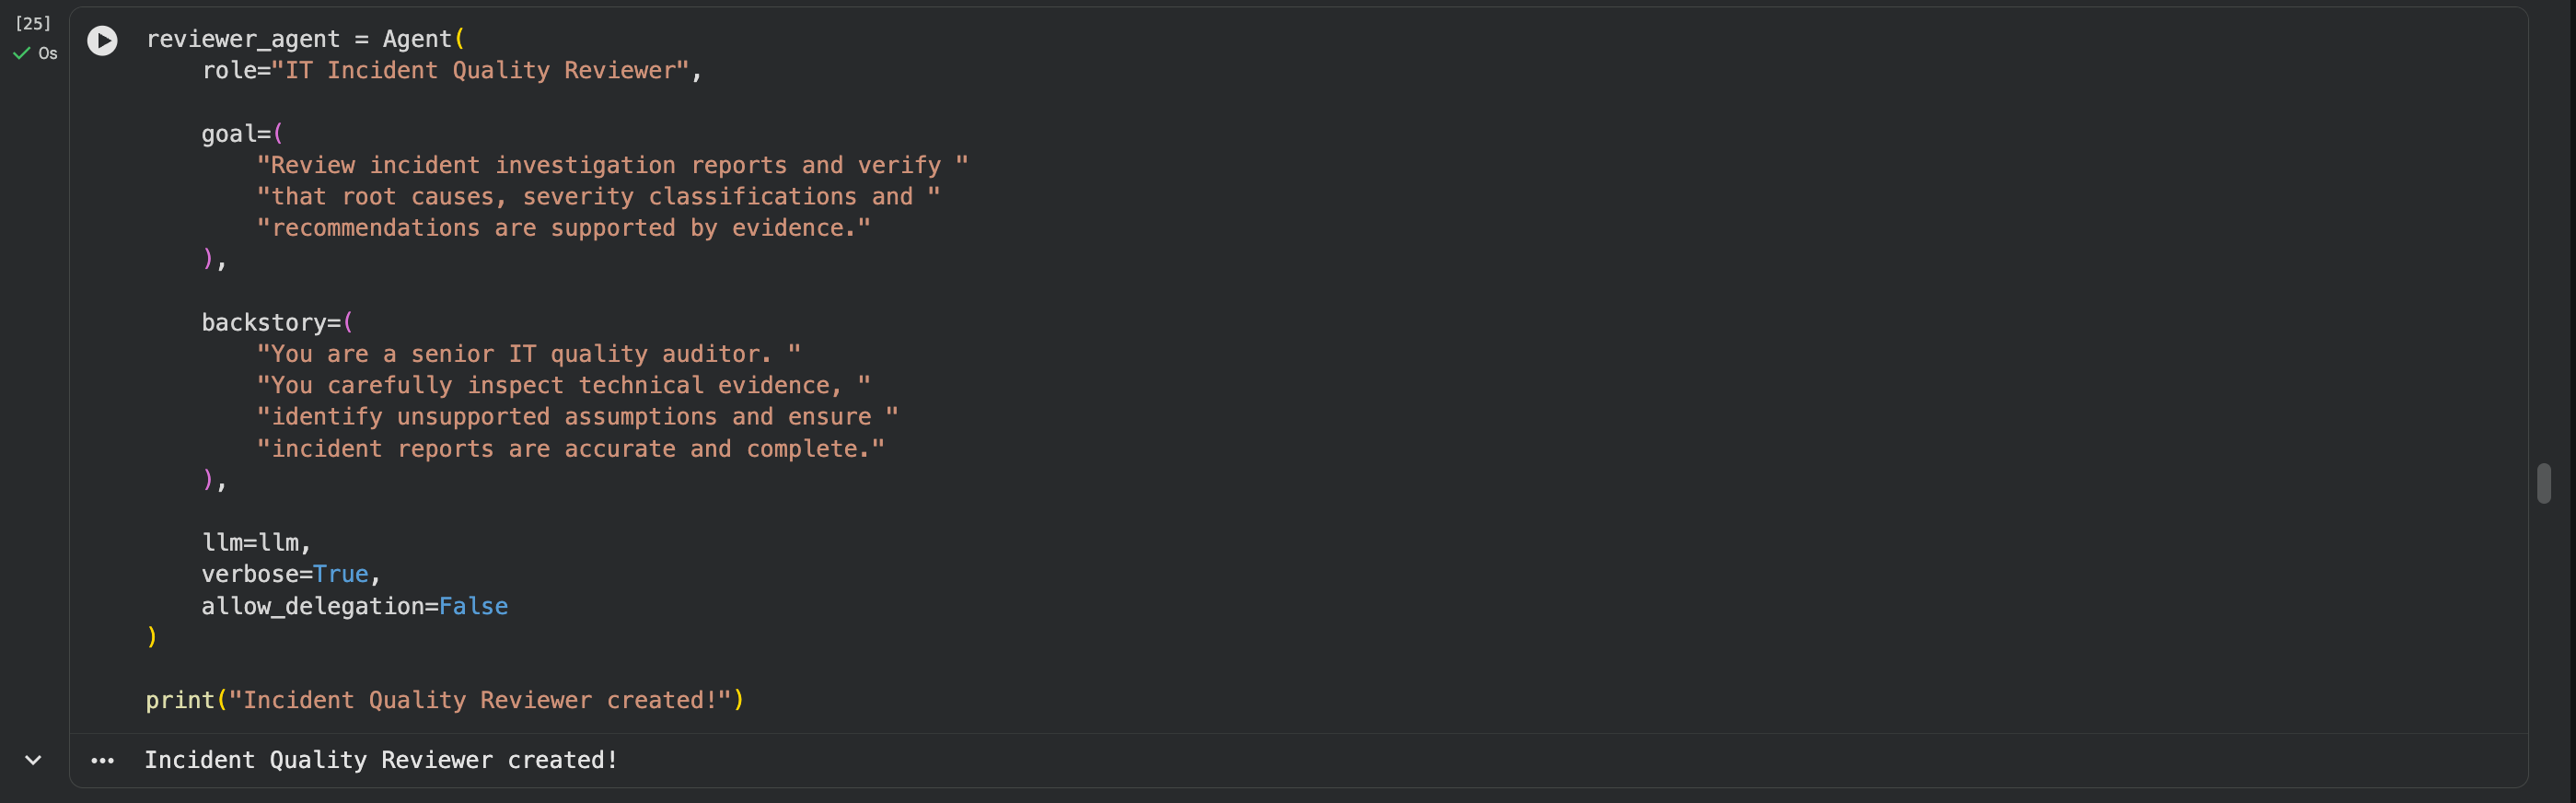 [25]
0s
reviewer_agent = Agent(
    role="IT Incident Quality Reviewer",

    goal=(
        "Review incident investigation reports and verify "
        "that root causes, severity classifications and "
        "recommendations are supported by evidence."
    ),

    backstory=(
        "You are a senior IT quality auditor. "
        "You carefully inspect technical evidence, "
        "identify unsupported assumptions and ensure "
        "incident reports are accurate and complete."
    ),

    llm=llm,
    verbose=True,
    allow_delegation=False
)

print("Incident Quality Reviewer created!")
Incident Quality Reviewer created!